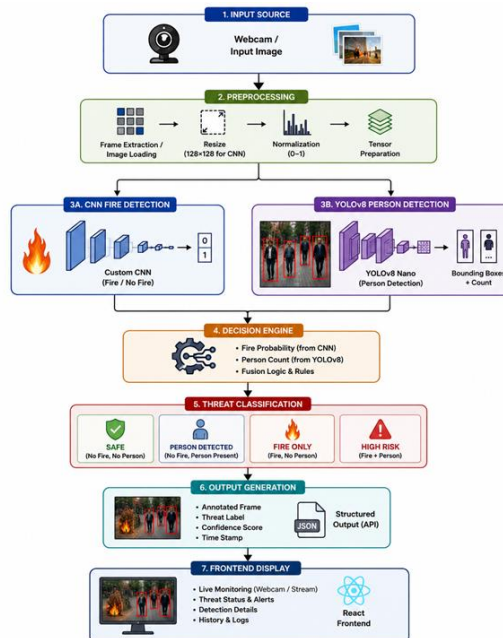 1. INPUT SOURCE
Webcam /
Input Image
2. PREPROCESSING
Frame Extraction /
Image Loading
Resize
(128×128 for CNN)
Normalization
(0–1)
Tensor
Preparation
3A. CNN FIRE DETECTION
0
1
Custom CNN
(Fire / No Fire)
3B. YOLOv8 PERSON DETECTION
...
YOLOv8 Nano
(Person Detection)
Bounding Boxes
+ Count
4. DECISION ENGINE
• Fire Probability (from CNN)
• Person Count (from YOLOv8)
• Fusion Logic & Rules
5. THREAT CLASSIFICATION
SAFE
(No Fire, No Person)
PERSON DETECTED
(No Fire, Person Present)
FIRE ONLY
(Fire, No Person)
HIGH RISK
(Fire + Person)
6. OUTPUT GENERATION
• Annotated Frame
• Threat Label
• Confidence Score
• Time Stamp
JSON
Structured
Output (API)
7. FRONTEND DISPLAY
• Live Monitoring (Webcam / Stream)
• Threat Status & Alerts
• Detection Details
• History & Logs
React
Frontend